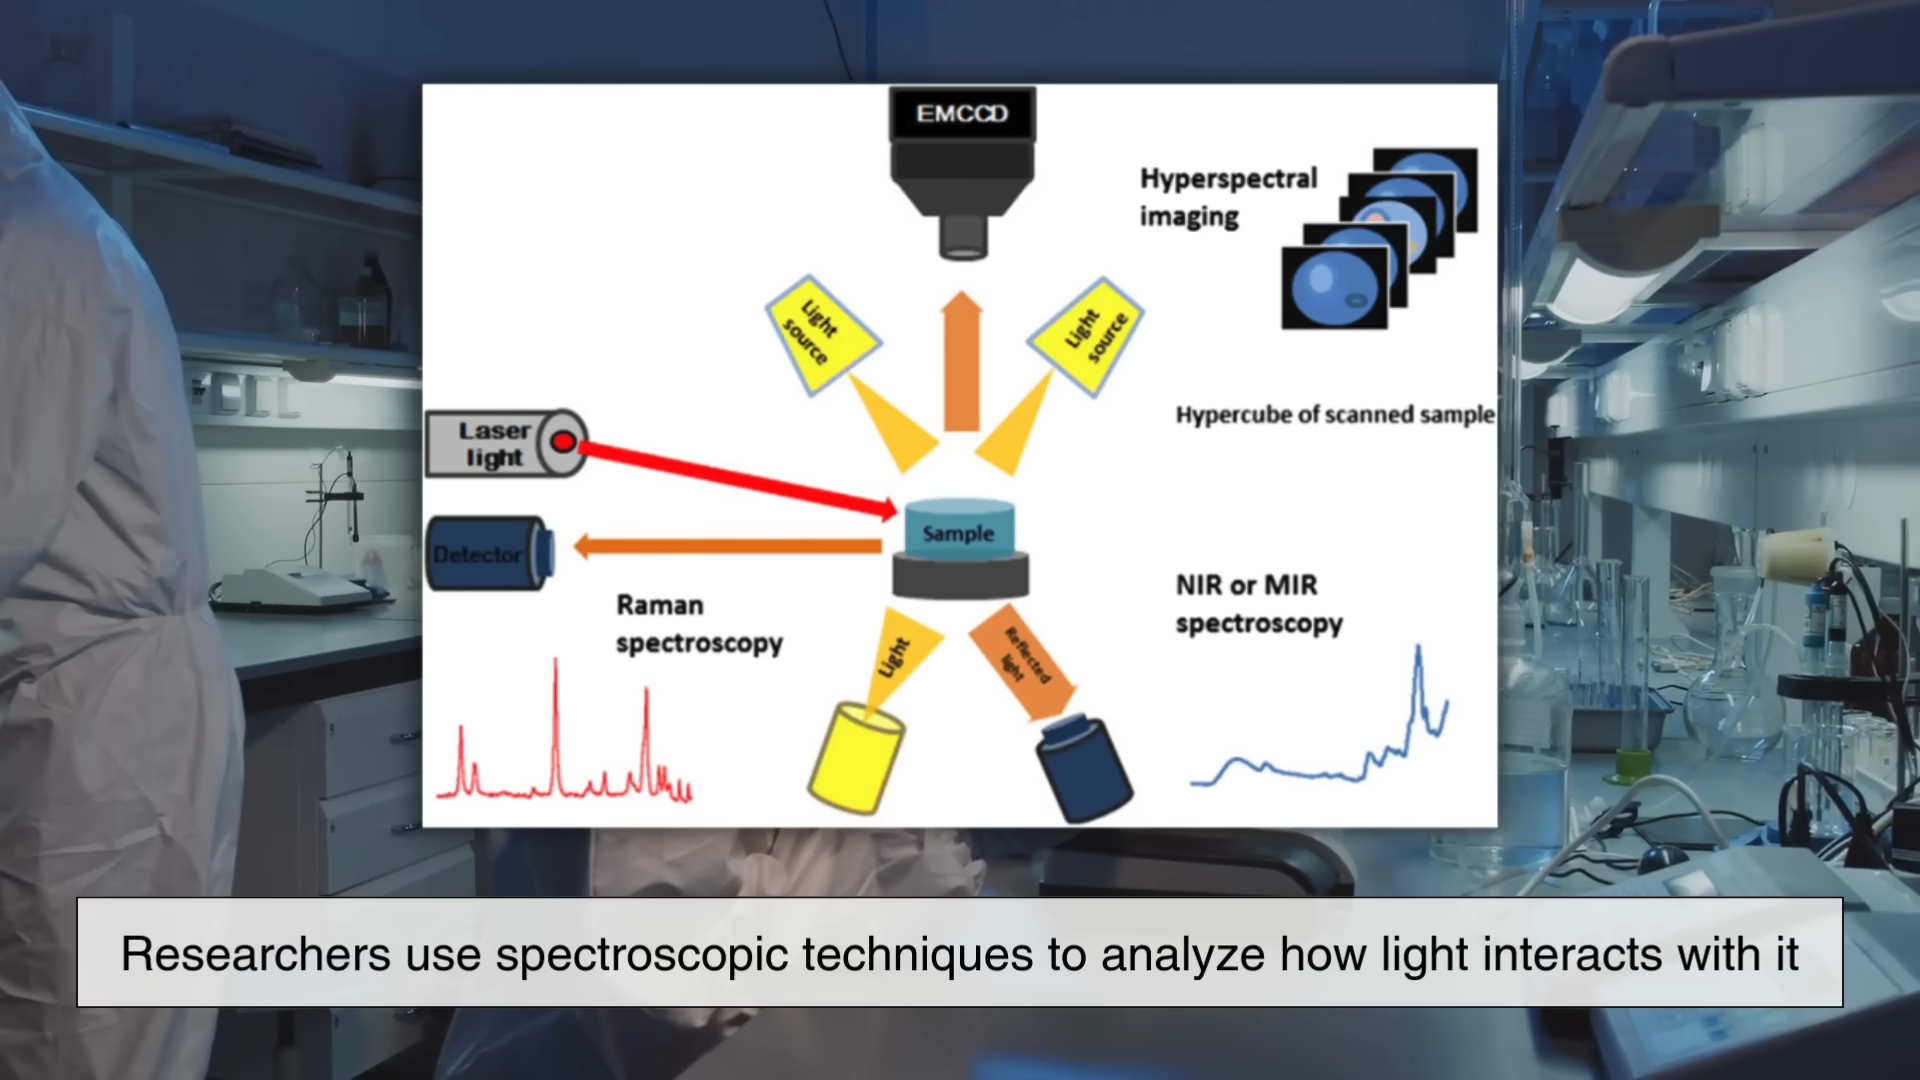 EMCCD
Hyperspectral
imaging
Light
source
Light
source
Hypercube of scanned sample
Laser
light
Sample
Detector
Raman
spectroscopy
NIR or MIR
spectroscopy
Light
Reflected
light
Researchers use spectroscopic techniques to analyze how light interacts with it